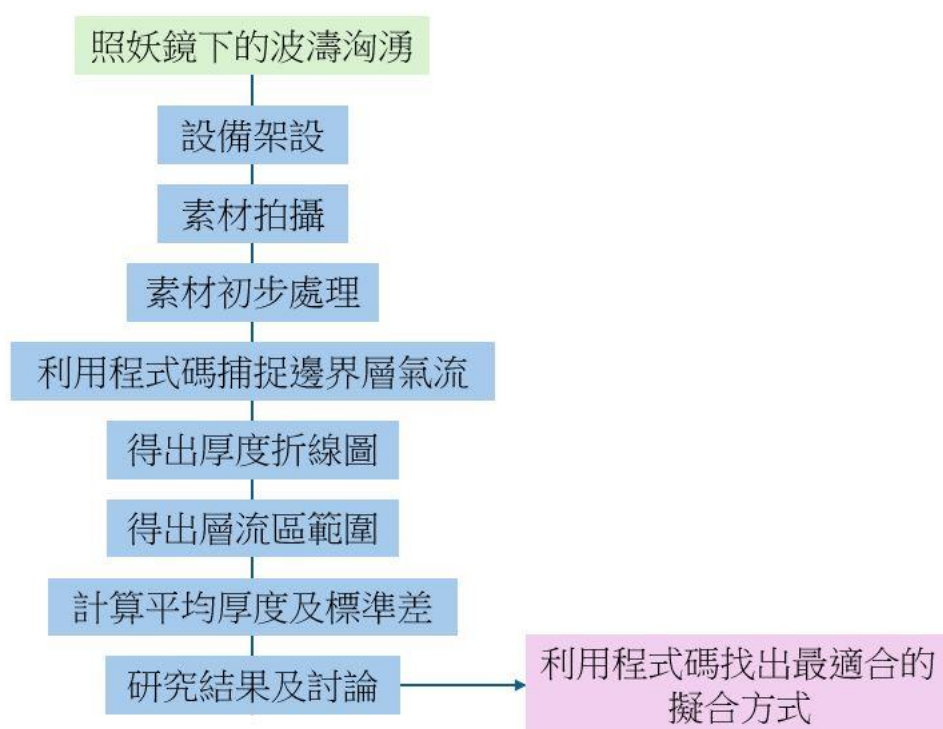 照妖鏡下的波濤洶湧
設備架設
素材拍攝
素材初步處理
利用程式碼捕捉邊界層氣流
得出厚度折線圖
得出層流區範圍
計算平均厚度及標準差
研究結果及討論
利用程式碼找出最適合的
擬合方式